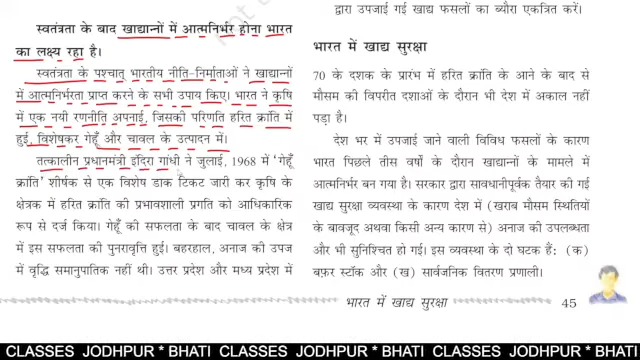 स्वतंत्रता के बाद खाद्यान्नों में आत्मनिर्भर होना भारत
का लक्ष्य रहा है।
स्वतंत्रता के पश्चात् भारतीय नीति-निर्माताओं ने खाद्यान्नों
में आत्मनिर्भरता प्राप्त करने के सभी उपाय किए। भारत ने कृषि
में एक नयी रणनीति अपनाई, जिसकी परिणति हरित क्रांति में
हुई, विशेषकर गेहूँ और चावल के उत्पादन में।
तत्कालीन प्रधानमंत्री इंदिरा गांधी ने जुलाई, 1968 में 'गेहूँ
क्रांति' शीर्षक से एक विशेष डाक टिकट जारी कर कृषि के
क्षेत्रक में हरित क्रांति की प्रभावशाली प्रगति को आधिकारिक
रूप से दर्ज किया। गेहूँ की सफलता के बाद चावल के क्षेत्र
में इस सफलता की पुनरावृत्ति हुई। बहरहाल, अनाज की उपज
में वृद्धि समानुपातिक नहीं थी। उत्तर प्रदेश और मध्य प्रदेश में
द्वारा उपजाई गई खाद्य फसलों का ब्यौरा एकत्रित करें।
भारत में खाद्य सुरक्षा
70 के दशक के प्रारंभ में हरित क्रांति के आने के बाद से
मौसम की विपरीत दशाओं के दौरान भी देश में अकाल नहीं
पड़ा है।
देश भर में उपजाई जाने वाली विविध फसलों के कारण
भारत पिछले तीस वर्षों के दौरान खाद्यान्नों के मामले में
आत्मनिर्भर बन गया है। सरकार द्वारा सावधानीपूर्वक तैयार की गई
खाद्य सुरक्षा व्यवस्था के कारण देश में (खराब मौसम स्थितियों
के बावजूद अथवा किसी अन्य कारण से) अनाज की उपलब्धता
और भी सुनिश्चित हो गई। इस व्यवस्था के दो घटक हैं: (क)
बफ़र स्टॉक और (ख) सार्वजनिक वितरण प्रणाली।
भारत में खाद्य सुरक्षा 45
CLASSES JODHPUR * BHATI CLASSES JODHPUR * BHATI CLASSES JODHPUR * BHATI